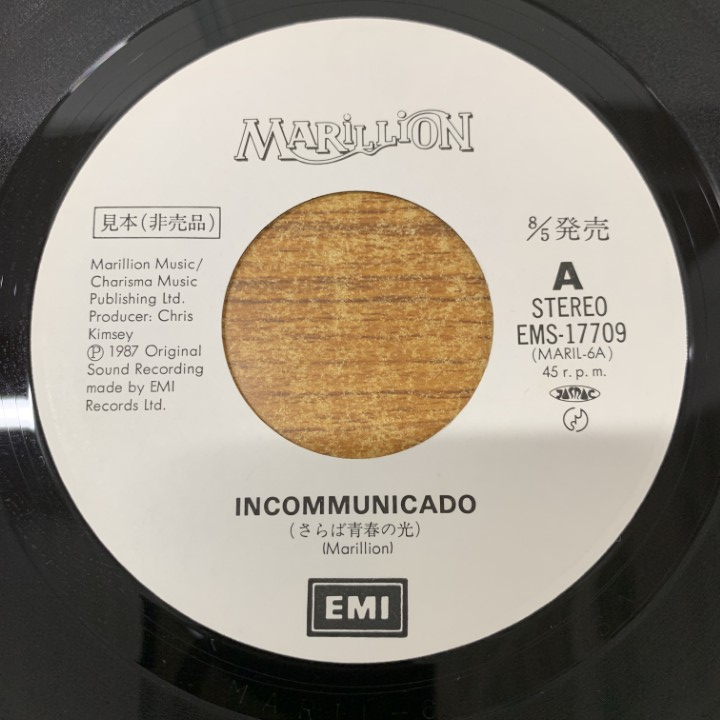 MARILLION
見本(非売品)
Marillion Music/
Charisma Music
Publishing Ltd.
Producer: Chris
Kimsey
Ⓟ 1987 Original
Sound Recording
made by EMI
Records Ltd.
8/5発売
A
STEREO
EMS-17709
(MARIL-6A)
45 r.p.m.
JASRAC
INCOMMUNICADO
(さらば青春の光)
(Marillion)
EMI